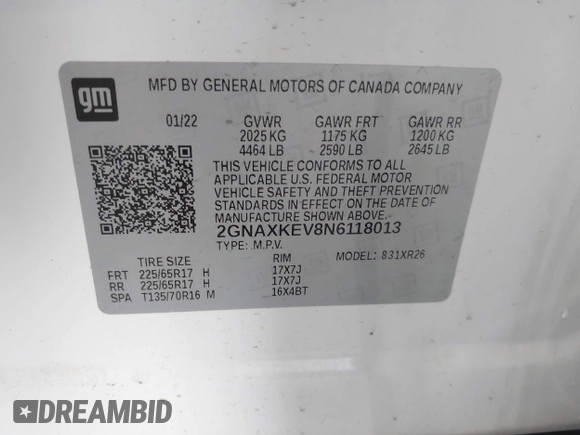 gm
MFD BY GENERAL MOTORS OF CANADA COMPANY
01/22 GVWR GAWR FRT GAWR RR
2025 KG 1175 KG 1200 KG
4464 LB 2590 LB 2645 LB
THIS VEHICLE CONFORMS TO ALL
APPLICABLE U.S. FEDERAL MOTOR
VEHICLE SAFETY AND THEFT PREVENTION
STANDARDS IN EFFECT ON THE DATE OF
MANUFACTURE SHOWN ABOVE.
2GNAXKEV8N6118013
TYPE: M.P.V. MODEL: 831XR26
TIRE SIZE RIM
FRT 225/65R17 H 17X7J
RR 225/65R17 H 17X7J
SPA T135/70R16 M 16X4BT
DREAMBID